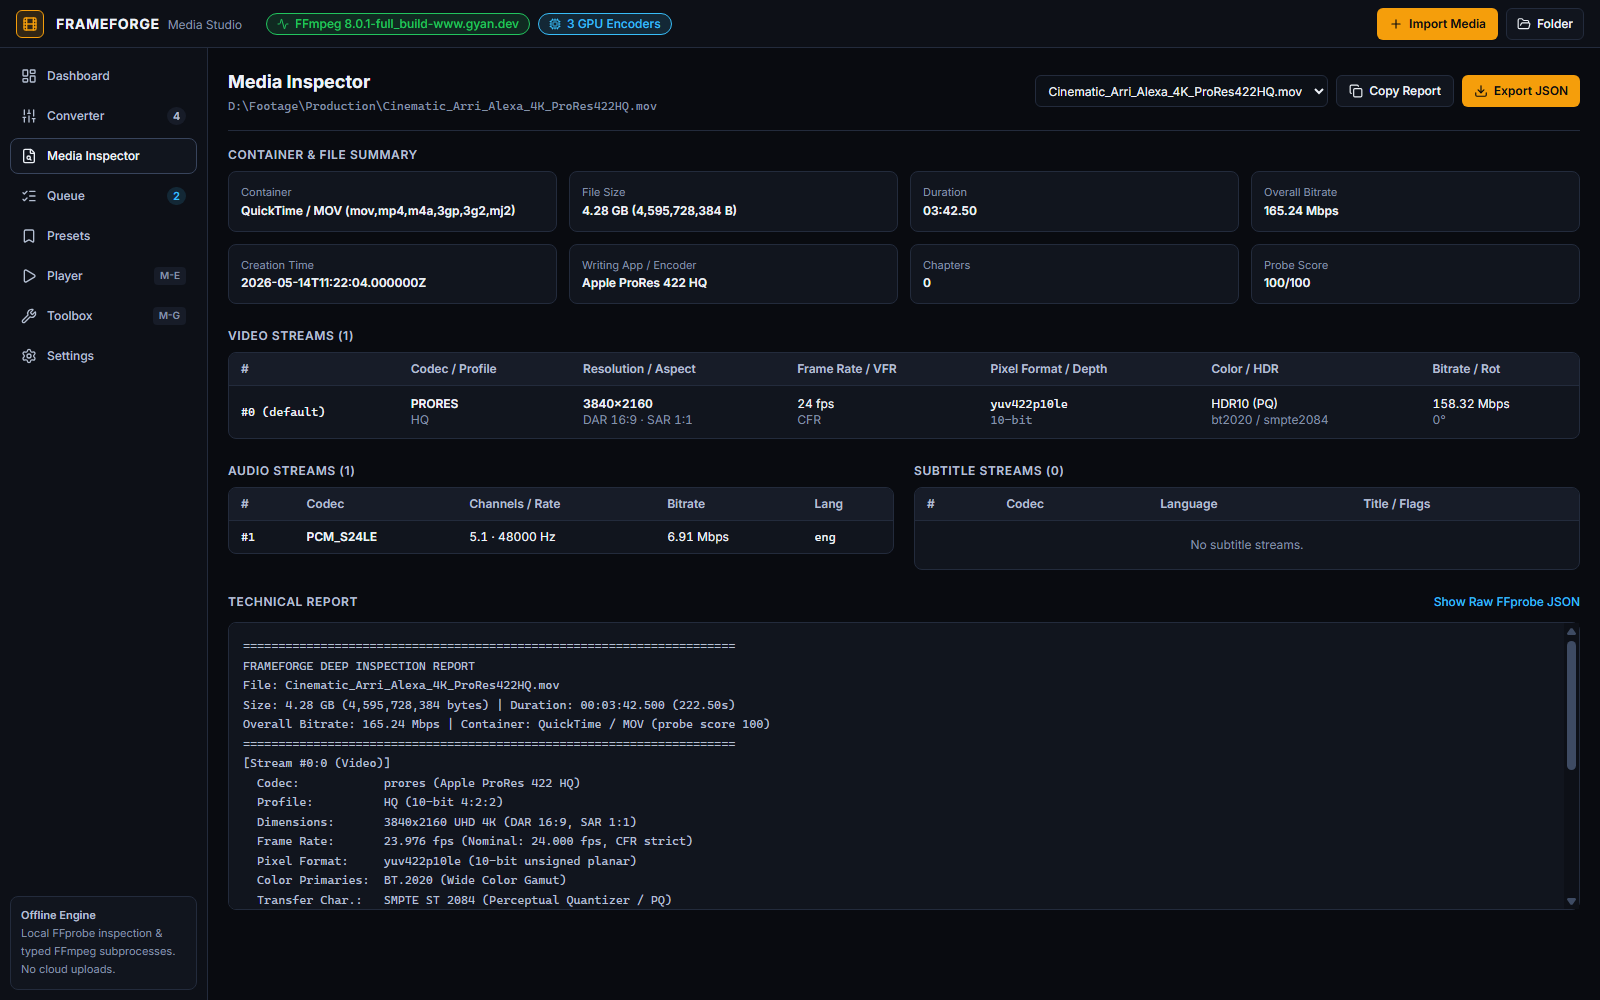 FRAMEFORGE Media Studio
FFmpeg 8.0.1-full_build-www.gyan.dev
3 GPU Encoders
Import Media
Folder
Dashboard
Converter 4
Media Inspector
Queue 2
Presets
Player M-E
Toolbox M-G
Settings
Offline Engine
Local FFprobe inspection &
typed FFmpeg subprocesses.
No cloud uploads.
Media Inspector
D:\Footage\Production\Cinematic_Arri_Alexa_4K_ProRes422HQ.mov
Cinematic_Arri_Alexa_4K_ProRes422HQ.mov
Copy Report
Export JSON
CONTAINER & FILE SUMMARY
Container
QuickTime / MOV (mov,mp4,m4a,3gp,3g2,mj2)
File Size
4.28 GB (4,595,728,384 B)
Duration
03:42.50
Overall Bitrate
165.24 Mbps
Creation Time
2026-05-14T11:22:04.000000Z
Writing App / Encoder
Apple ProRes 422 HQ
Chapters
0
Probe Score
100/100
VIDEO STREAMS (1)
# Codec / Profile Resolution / Aspect Frame Rate / VFR Pixel Format / Depth Color / HDR Bitrate / Rot
#0 (default) PRORES 3840×2160 24 fps yuv422p10le HDR10 (PQ) 158.32 Mbps
HQ DAR 16:9 · SAR 1:1 CFR 10-bit bt2020 / smpte2084 0°
AUDIO STREAMS (1)
# Codec Channels / Rate Bitrate Lang
#1 PCM_S24LE 5.1 · 48000 Hz 6.91 Mbps eng
SUBTITLE STREAMS (0)
# Codec Language Title / Flags
No subtitle streams.
TECHNICAL REPORT
Show Raw FFprobe JSON
======================================================================
FRAMEFORGE DEEP INSPECTION REPORT
File: Cinematic_Arri_Alexa_4K_ProRes422HQ.mov
Size: 4.28 GB (4,595,728,384 bytes) | Duration: 00:03:42.500 (222.50s)
Overall Bitrate: 165.24 Mbps | Container: QuickTime / MOV (probe score 100)
======================================================================
[Stream #0:0 (Video)]
Codec: prores (Apple ProRes 422 HQ)
Profile: HQ (10-bit 4:2:2)
Dimensions: 3840x2160 UHD 4K (DAR 16:9, SAR 1:1)
Frame Rate: 23.976 fps (Nominal: 24.000 fps, CFR strict)
Pixel Format: yuv422p10le (10-bit unsigned planar)
Color Primaries: BT.2020 (Wide Color Gamut)
Transfer Char.: SMPTE ST 2084 (Perceptual Quantizer / PQ)